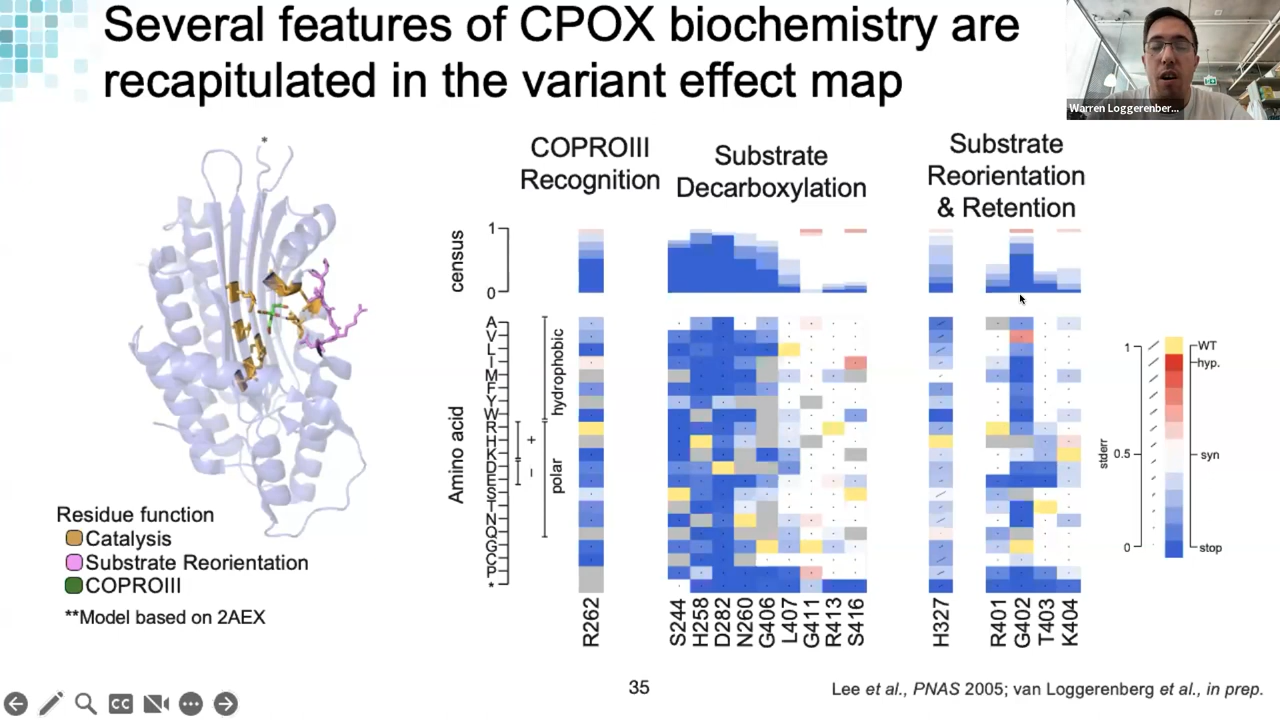 Several features of CPOX biochemistry are
recapitulated in the variant effect map
Warren Loggerenber...
*
COPROIII
Recognition
Substrate
Decarboxylation
Substrate
Reorientation
& Retention
census
1
0
Amino acid
A
V
L
I
M
F
Y
W
R
H
K
D
E
S
T
N
Q
G
C
P
*
hydrophobic
+
−
polar
R262
S244
H258
D282
N260
G406
L407
G411
R413
S416
H327
R401
G402
T403
K404
stderr
1
0.5
0
WT
hyp.
syn
stop
Residue function
Catalysis
Substrate Reorientation
COPROIII
**Model based on 2AEX
CC
35
Lee et al., PNAS 2005; van Loggerenberg et al., in prep.